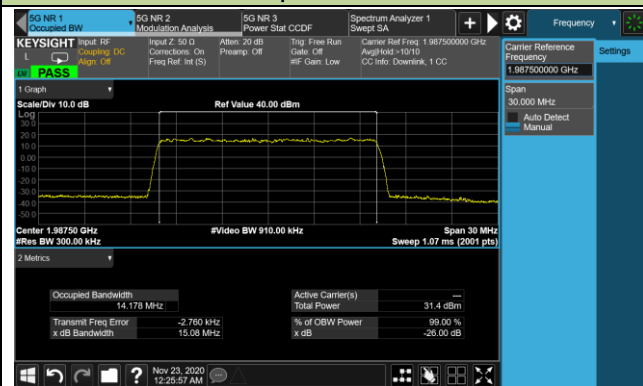 5G NR 1
Occupied BW
5G NR 2
Modulation Analysis
5G NR 3
Power Stat CCDF
Spectrum Analyzer 1
Swept SA
Frequency
KEYSIGHT
L
LXI
PASS
Input: RF
Coupling: DC
Align: Off
Input Z: 50 Ω
Corrections: On
Freq Ref: Int (S)
Atten: 20 dB
Preamp: Off
Trig: Free Run
Gate: Off
#IF Gain: Low
Carrier Ref Freq: 1.987500000 GHz
Avg|Hold:>10/10
CC Info: Downlink, 1 CC
Carrier Reference
Frequency
1.987500000 GHz
Settings
Span
30.000 MHz
Auto Detect
Manual
1 Graph
Scale/Div 10.0 dB
Ref Value 40.00 dBm
Log
30.0
20.0
10.0
0.00
-10.0
-20.0
-30.0
-40.0
-50.0
Center 1.98750 GHz
#Video BW 910.00 kHz
Span 30 MHz
#Res BW 300.00 kHz
Sweep 1.07 ms (2001 pts)
2 Metrics
Occupied Bandwidth
14.178 MHz
Active Carrier(s)
---
Total Power
31.4 dBm
Transmit Freq Error
-2.760 kHz
% of OBW Power
99.00 %
x dB Bandwidth
15.08 MHz
x dB
-26.00 dB
Nov 23, 2020
12:25:57 AM